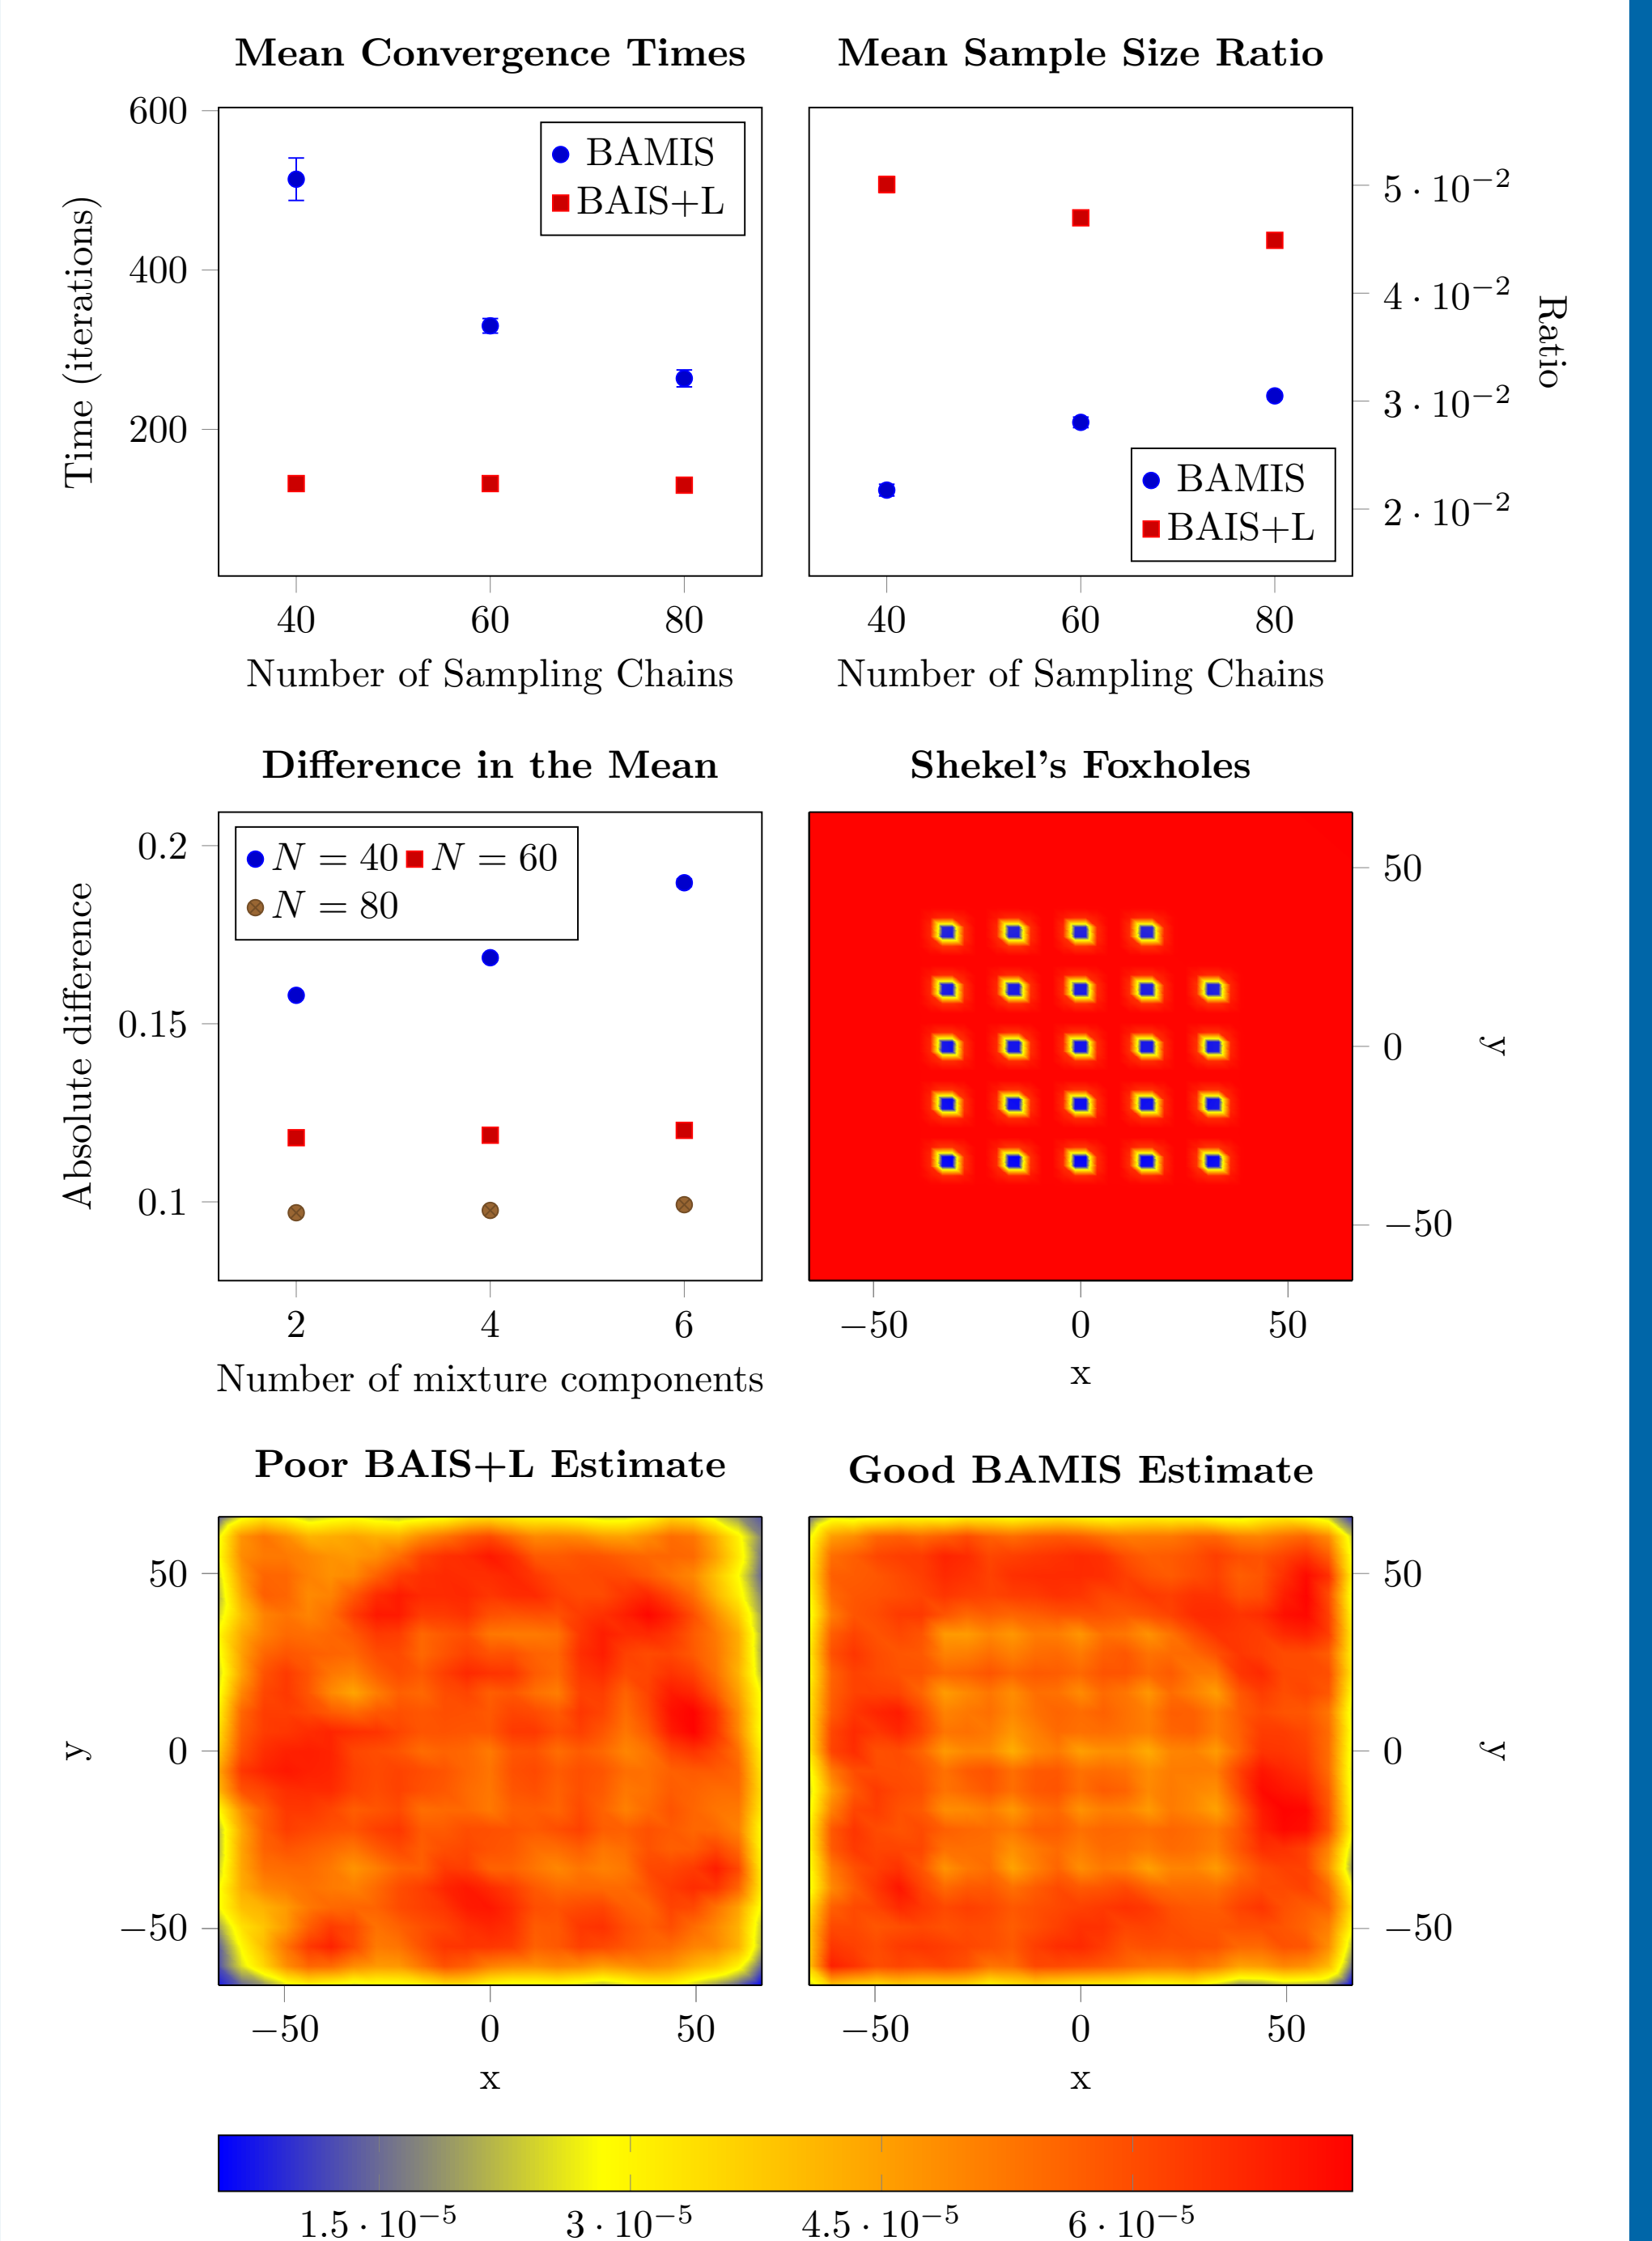 Mean Convergence Times
Mean Sample Size Ratio
600
400
200
Time (iterations)
BAMIS
BAIS+L
40 60 80
Number of Sampling Chains
5 · 10⁻²
4 · 10⁻²
3 · 10⁻²
2 · 10⁻²
Ratio
BAMIS
BAIS+L
40 60 80
Number of Sampling Chains
Difference in the Mean
Shekel's Foxholes
0.2
0.15
0.1
Absolute difference
N = 40 N = 60
N = 80
2 4 6
Number of mixture components
50
0
−50
y
−50 0 50
x
Poor BAIS+L Estimate
Good BAMIS Estimate
50
0
−50
y
−50 0 50
x
50
0
−50
y
−50 0 50
x
1.5 · 10⁻⁵ 3 · 10⁻⁵ 4.5 · 10⁻⁵ 6 · 10⁻⁵